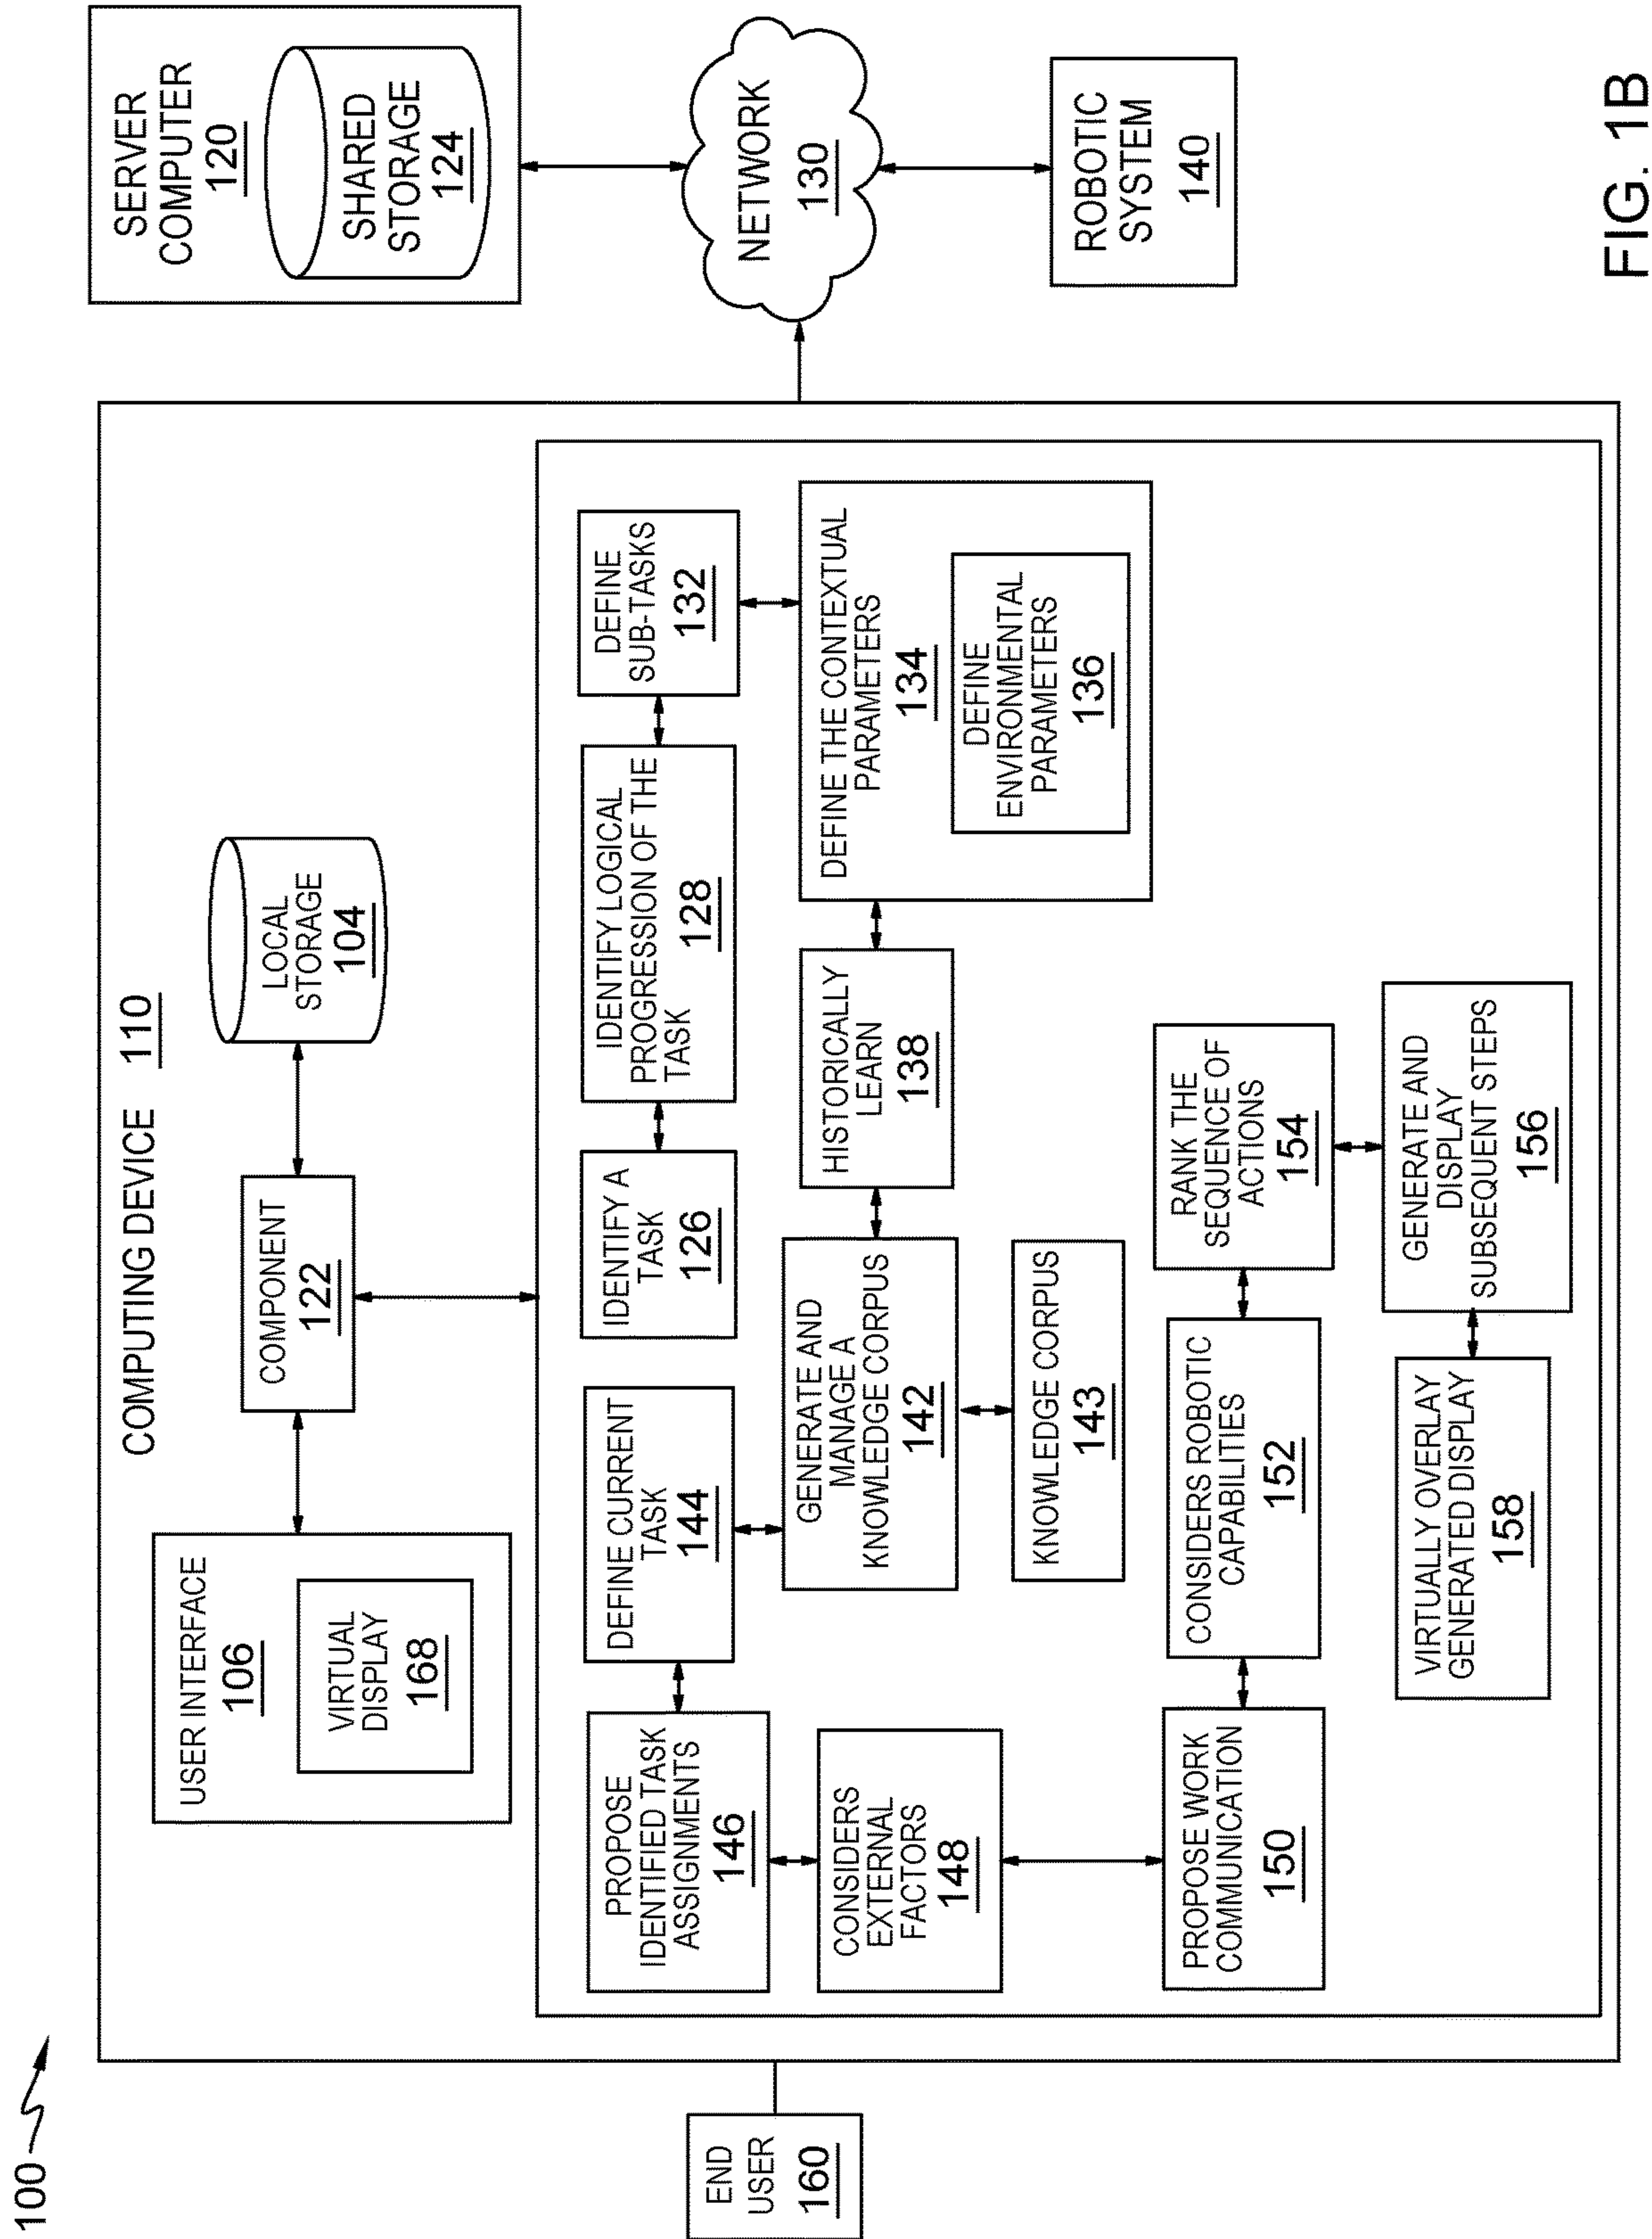 100
END
USER
160
COMPUTING DEVICE 110
USER INTERFACE
106
VIRTUAL
DISPLAY
168
COMPONENT
122
LOCAL
STORAGE
104
PROPOSE
IDENTIFIED TASK
ASSIGNMENTS
146
DEFINE CURRENT
TASK
144
IDENTIFY A
TASK
126
IDENTIFY LOGICAL
PROGRESSION OF THE
TASK
128
DEFINE
SUB-TASKS
132
CONSIDERS
EXTERNAL
FACTORS
148
GENERATE AND
MANAGE A
KNOWLEDGE CORPUS
142
HISTORICALLY
LEARN
138
DEFINE THE CONTEXTUAL
PARAMETERS
134
DEFINE
ENVIRONMENTAL
PARAMETERS
136
KNOWLEDGE CORPUS
143
PROPOSE WORK
COMMUNICATION
150
CONSIDERS ROBOTIC
CAPABILITIES
152
RANK THE
SEQUENCE OF
ACTIONS
154
VIRTUALLY OVERLAY
GENERATED DISPLAY
158
GENERATE AND
DISPLAY
SUBSEQUENT STEPS
156
SERVER
COMPUTER
120
SHARED
STORAGE
124
NETWORK
130
ROBOTIC
SYSTEM
140
FIG. 1B